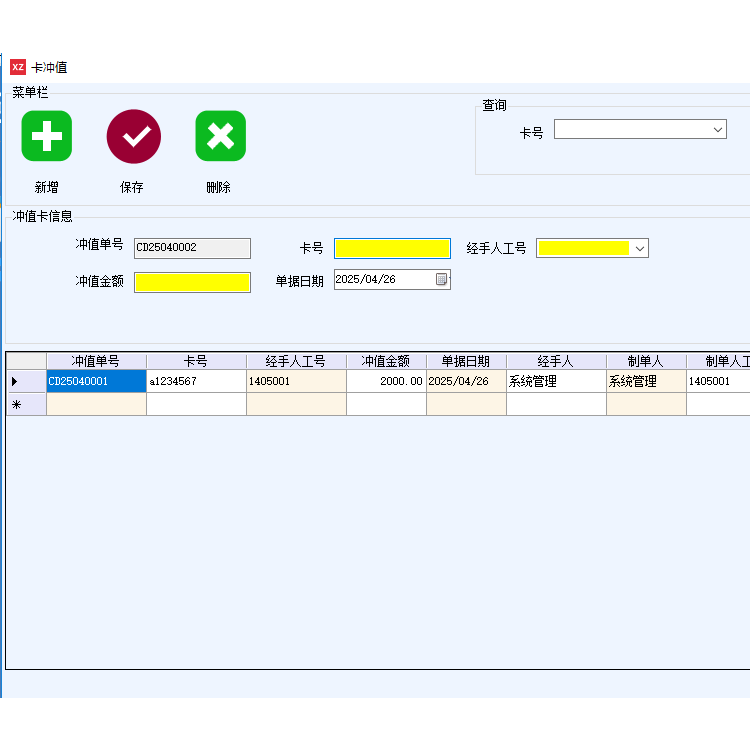 XZ 卡冲值
菜单栏
新增 保存 删除
查询
卡号
冲值卡信息
冲值单号 CD25040002 卡号 经手人工号
冲值金额 单据日期 2025/04/26
冲值单号 卡号 经手人工号 冲值金额 单据日期 经手人 制单人 制单人工
CD25040001 a1234567 1405001 2000.00 2025/04/26 系统管理 系统管理 1405001